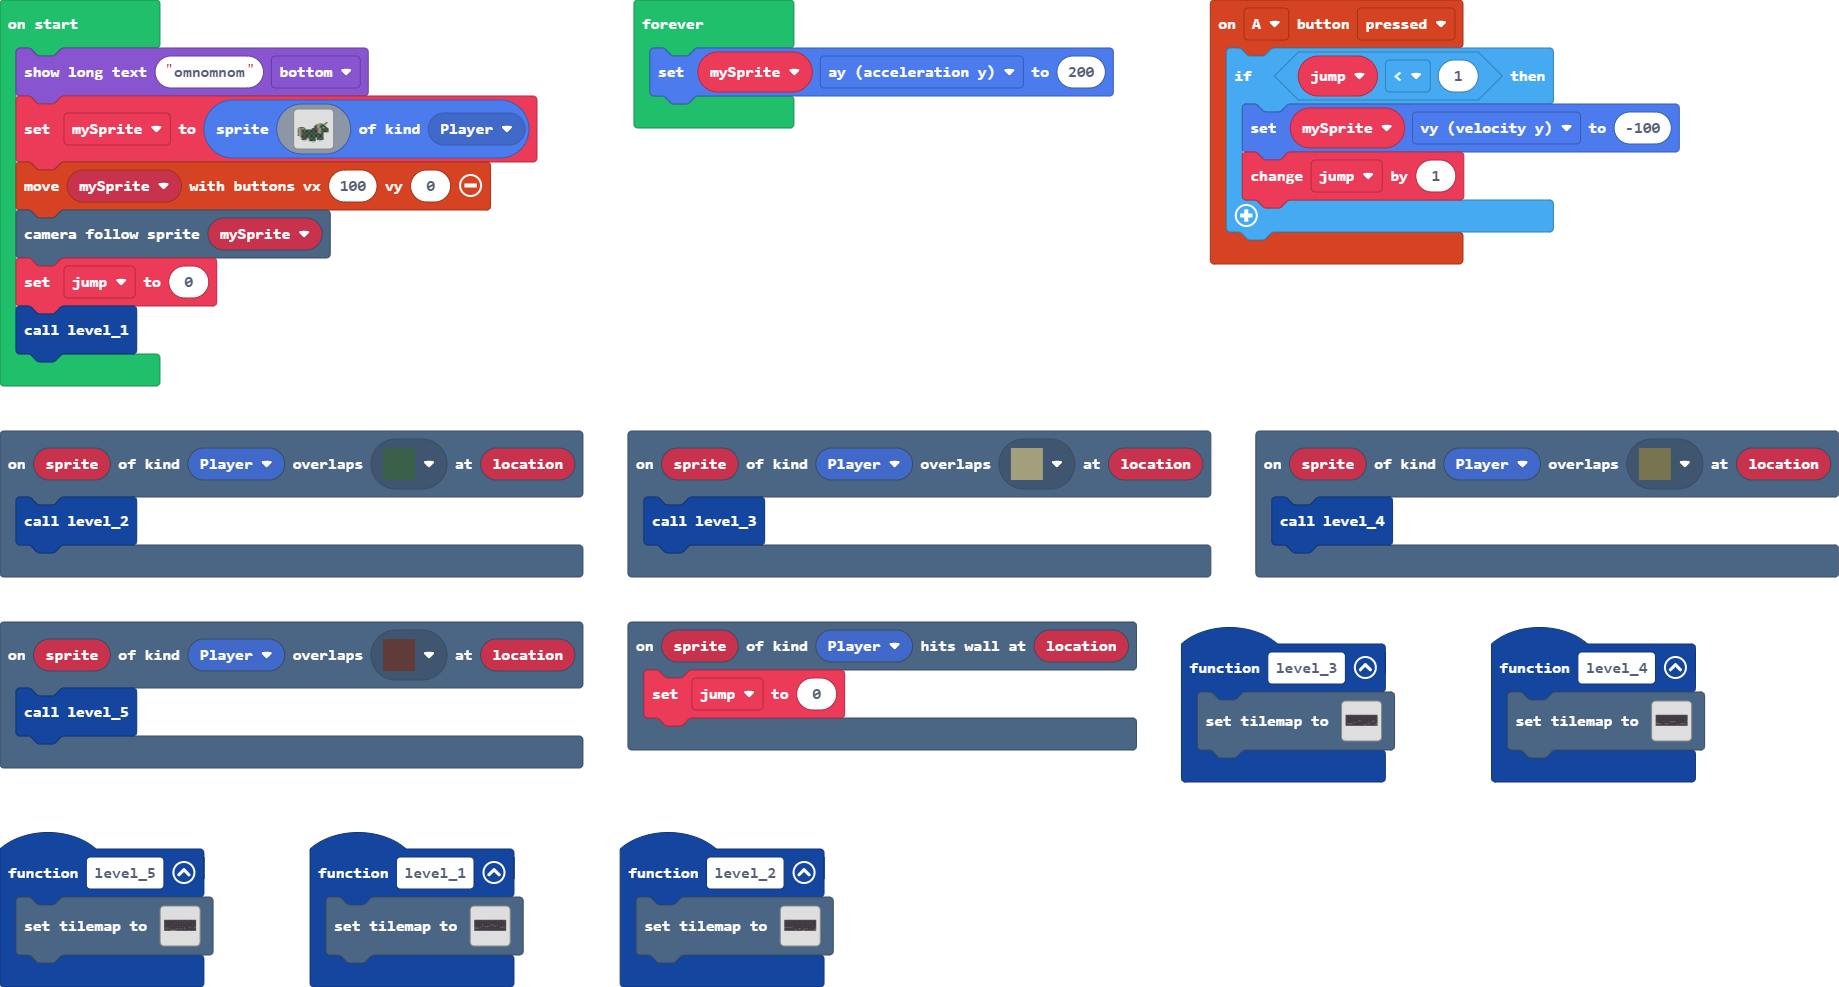 on start
show long text "omnomnom" bottom
set mySprite to sprite of kind Player
move mySprite with buttons vx 100 vy 0
camera follow sprite mySprite
set jump to 0
call level_1
forever
set mySprite ay (acceleration y) to 200
on A button pressed
if jump < 1 then
set mySprite vy (velocity y) to -100
change jump by 1
on sprite of kind Player overlaps at location
call level_2
on sprite of kind Player overlaps at location
call level_3
on sprite of kind Player overlaps at location
call level_4
on sprite of kind Player overlaps at location
call level_5
on sprite of kind Player hits wall at location
set jump to 0
function level_3
set tilemap to
function level_4
set tilemap to
function level_5
set tilemap to
function level_1
set tilemap to
function level_2
set tilemap to